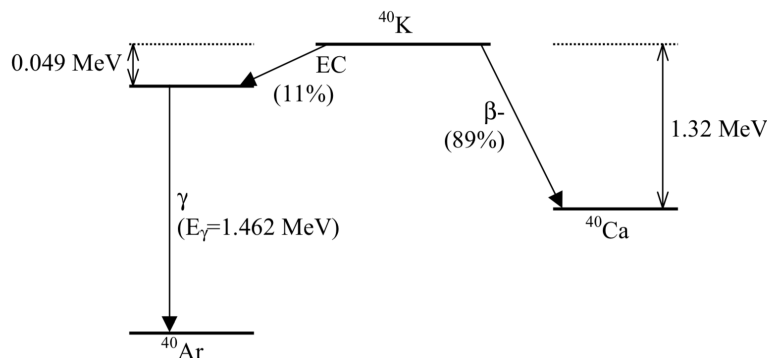 ⁴⁰K
0.049 MeV
EC
(11%)
β-
(89%)
1.32 MeV
γ
(Eᵧ=1.462 MeV)
⁴⁰Ca
⁴⁰Ar